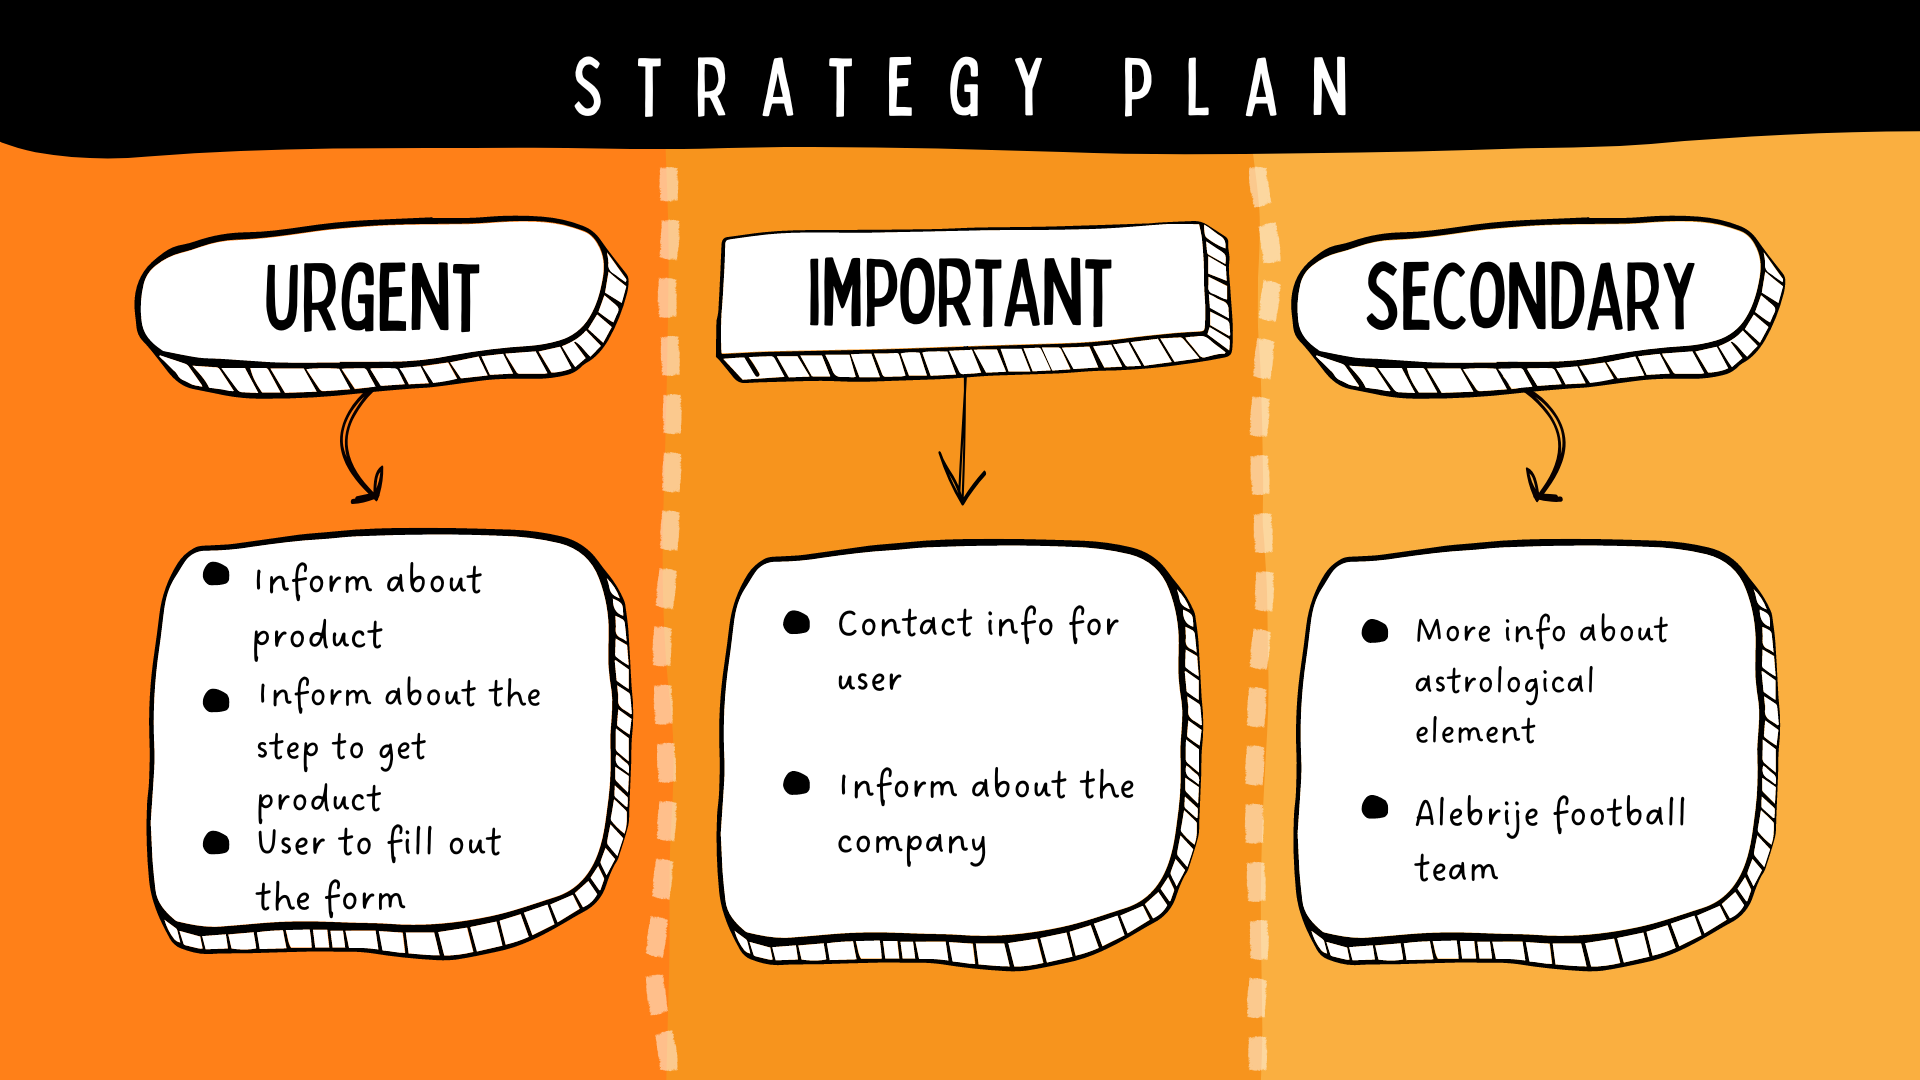 STRATEGY PLAN
URGENT
Inform about
product
Inform about the
step to get
product
User to fill out
the form
IMPORTANT
Contact info for
user
Inform about the
company
SECONDARY
More info about
astrological
element
Alebrije football
team